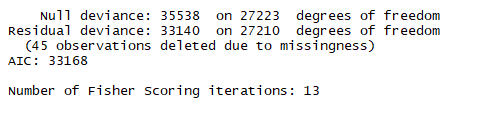 Null deviance: 35538 on 27223 degrees of freedom
Residual deviance: 33140 on 27210 degrees of freedom
(45 observations deleted due to missingness)
AIC: 33168
Number of Fisher Scoring iterations: 13